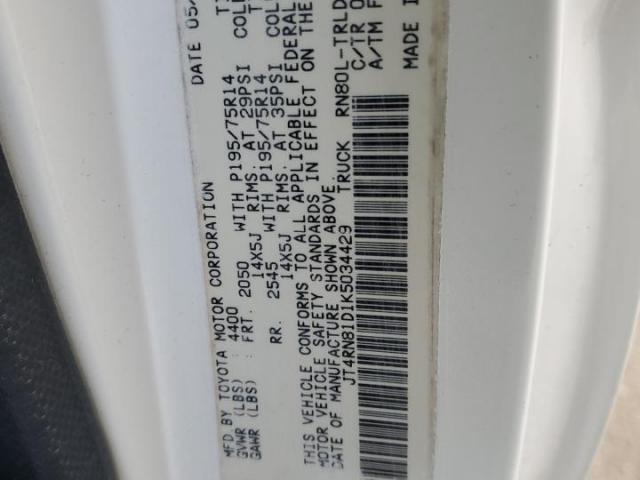 MFD BY TOYOTA MOTOR CORPORATION DATE 05/
GVWR (LBS): 4400
GAWR (LBS) FRT. 2050 WITH P195/75R14
14X5J RIMS: AT 29PSI COL
RR. 2545 WITH P195/75R14
14X5J RIMS: AT 35PSI COL
THIS VEHICLE CONFORMS TO ALL APPLICABLE FEDERAL
MOTOR VEHICLE SAFETY STANDARDS IN EFFECT ON THE
DATE OF MANUFACTURE SHOWN ABOVE.
JT4RN81D1K5034429 TRUCK RN80L-TRLD
C/TR 0
A/TM F
MADE I